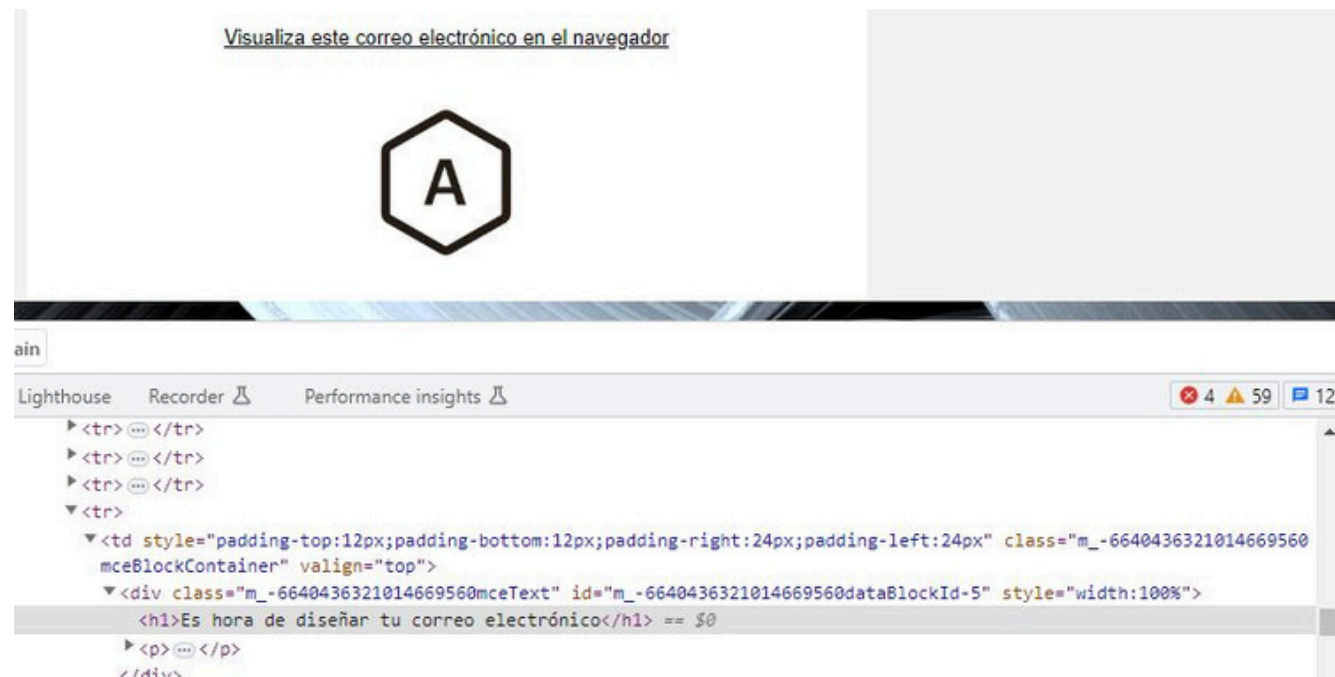 Visualiza este correo electrónico en el navegador
A
ain
Lighthouse Recorder Performance insights 4 59 12
<tr>…</tr>
<tr>…</tr>
<tr>…</tr>
<tr>
<td style="padding-top:12px;padding-bottom:12px;padding-right:24px;padding-left:24px" class="m_-6640436321014669560
mceBlockContainer" valign="top">
<div class="m_-6640436321014669560mceText" id="m_-6640436321014669560dataBlockId-5" style="width:100%">
<h1>Es hora de diseñar tu correo electrónico</h1> == $0
<p>…</p>
</div>